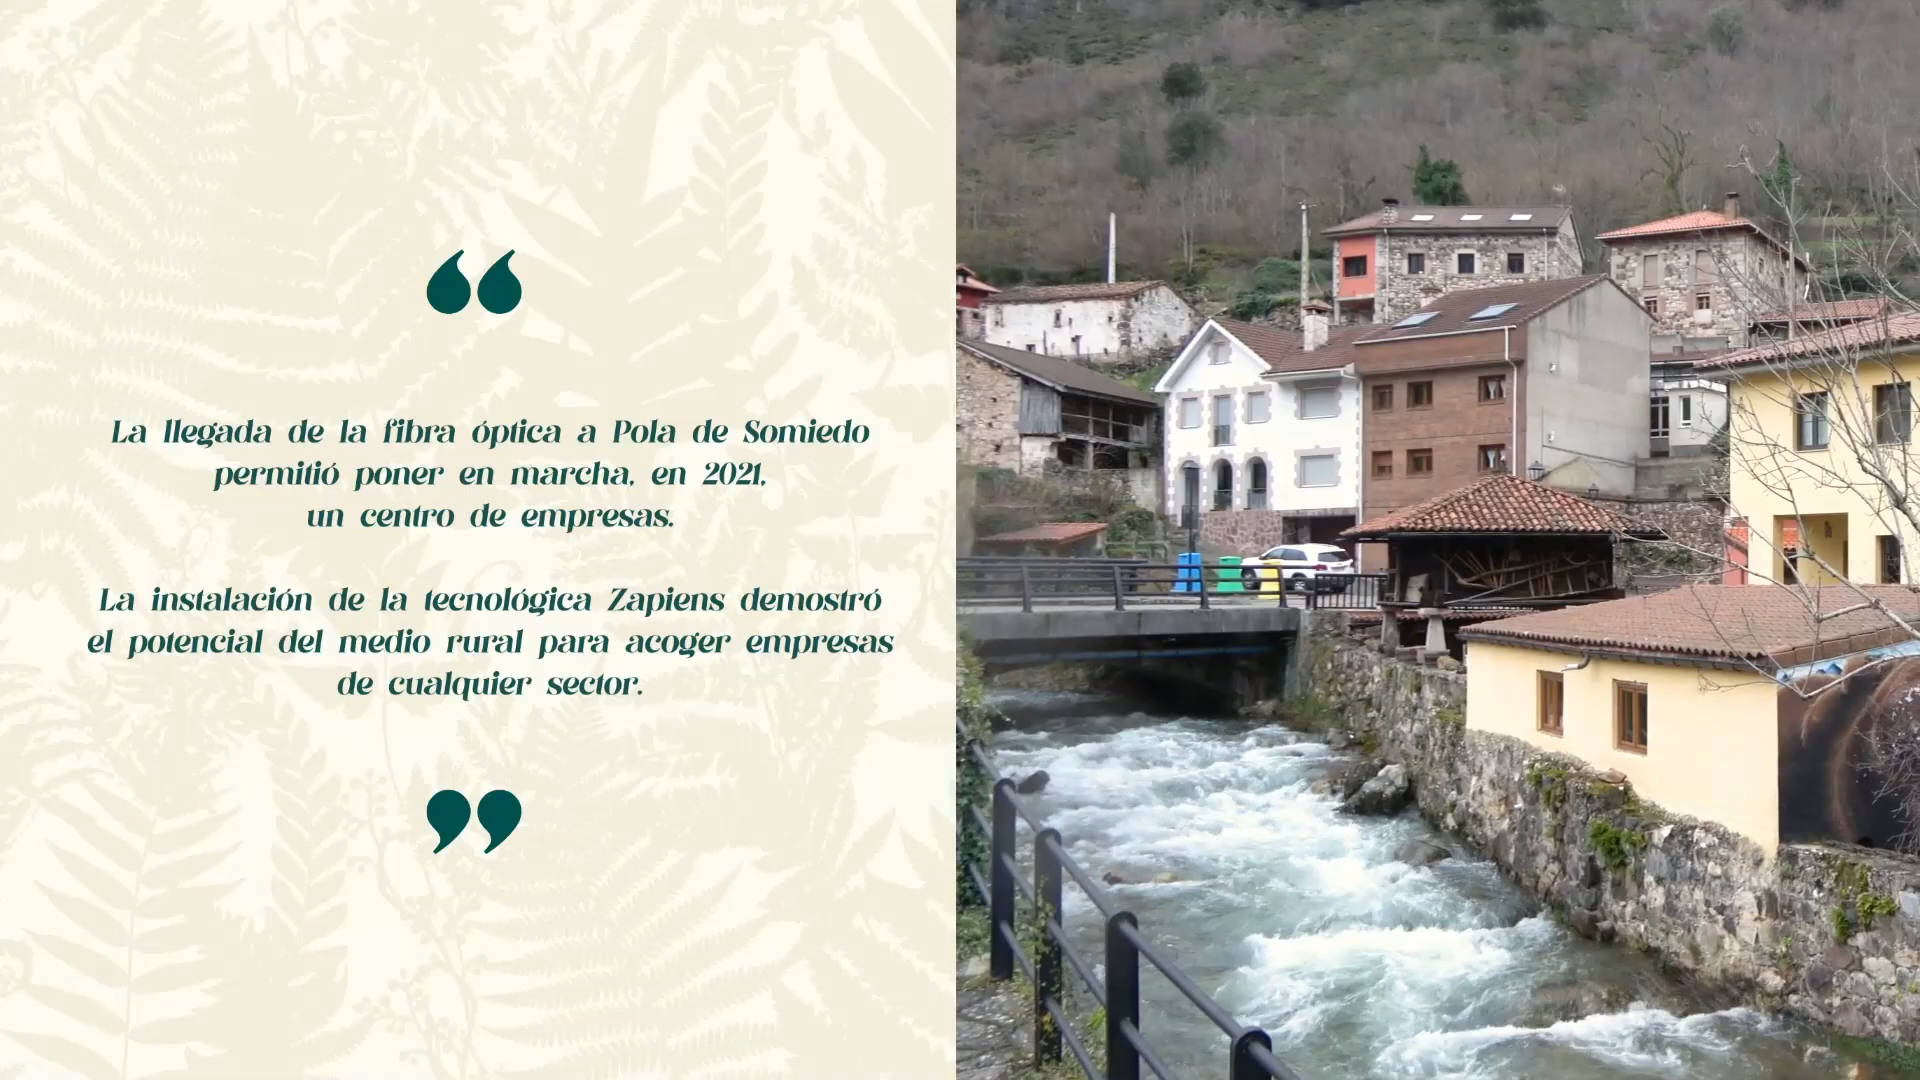 “
La llegada de la fibra óptica a Pola de Somiedo
permitió poner en marcha, en 2021,
un centro de empresas.
La instalación de la tecnológica Zapiens demostró
el potencial del medio rural para acoger empresas
de cualquier sector.
”